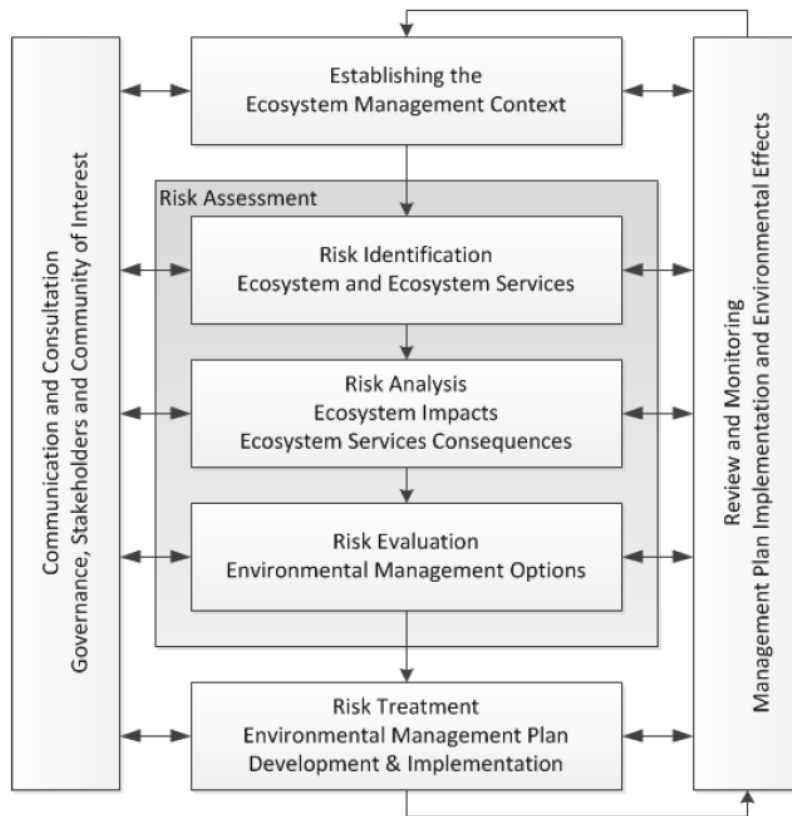 Establishing the
Ecosystem Management Context
Risk Assessment
Risk Identification
Ecosystem and Ecosystem Services
Risk Analysis
Ecosystem Impacts
Ecosystem Services Consequences
Risk Evaluation
Environmental Management Options
Risk Treatment
Environmental Management Plan
Development & Implementation
Communication and Consultation
Governance, Stakeholders and Community of Interest
Review and Monitoring
Management Plan Implementation and Environmental Effects